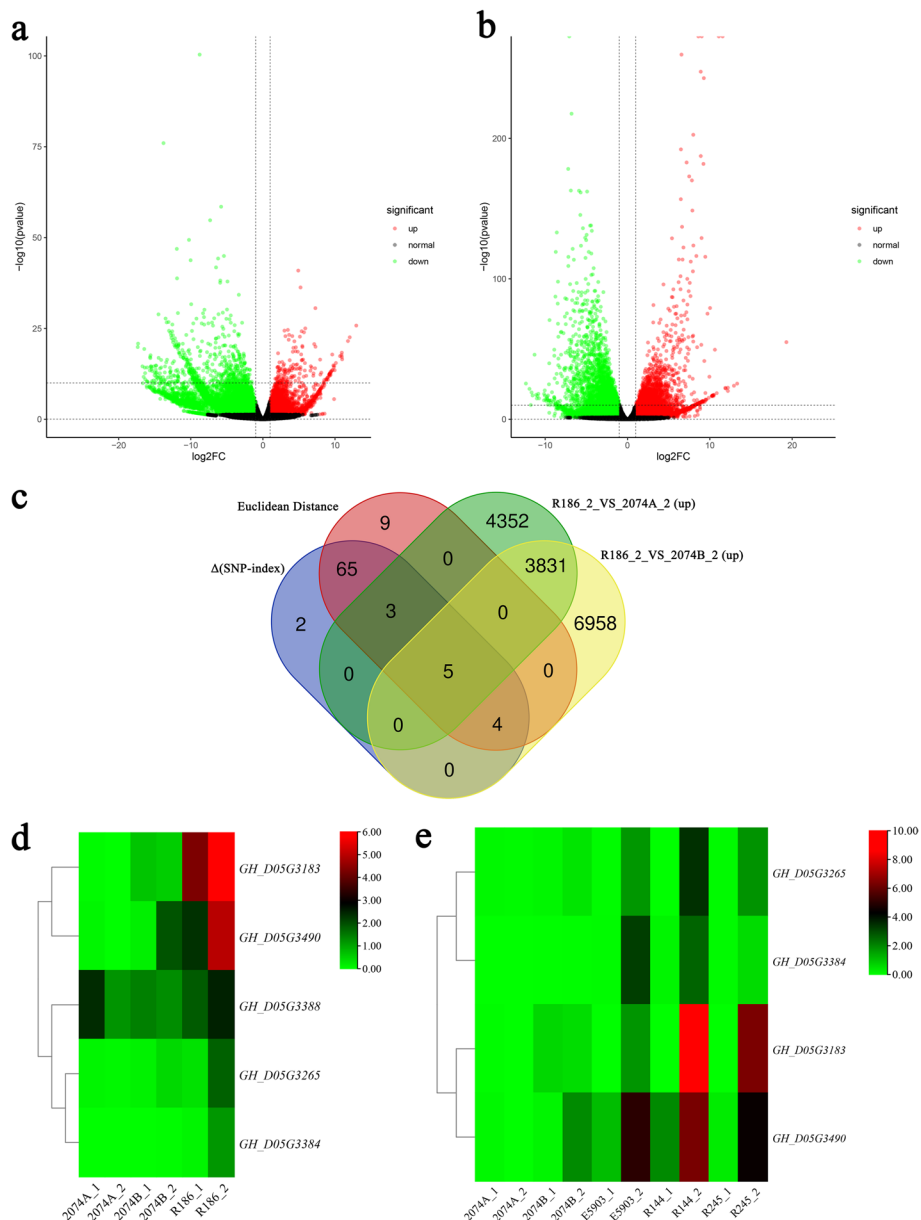 a
b
100
75
50
25
0
−log10(pvalue)
-20
-10
0
10
log2FC
significant
up
normal
down
200
100
0
−log10(pvalue)
-10
0
10
20
log2FC
significant
up
normal
down
c
Euclidean Distance
R186_2_VS_2074A_2 (up)
Δ(SNP-index)
R186_2_VS_2074B_2 (up)
9
4352
65
0
3831
2
3
0
6958
0
5
0
0
4
0
d
6.00
5.00
4.00
3.00
2.00
1.00
0.00
GH_D05G3183
GH_D05G3490
GH_D05G3388
GH_D05G3265
GH_D05G3384
2074A_1
2074A_2
2074B_1
2074B_2
R186_1
R186_2
e
10.00
8.00
6.00
4.00
2.00
0.00
GH_D05G3265
GH_D05G3384
GH_D05G3183
GH_D05G3490
2074A_1
2074A_2
2074B_1
2074B_2
E5903_1
E5903_2
R144_1
R144_2
R245_1
R245_2